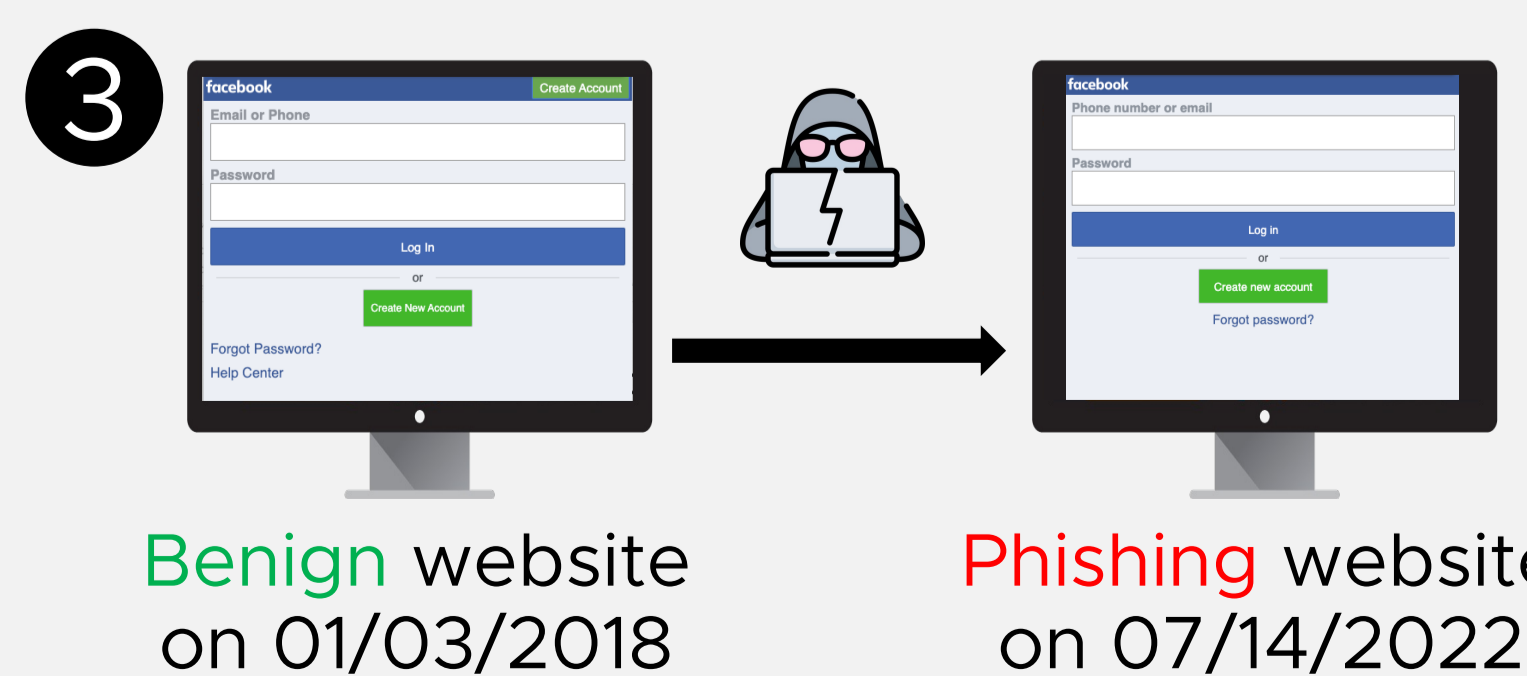 3
facebook
Create Account
Email or Phone
Password
Log In
or
Create New Account
Forgot Password?
Help Center
facebook
Phone number or email
Password
Log in
or
Create new account
Forgot password?
Benign website
on 01/03/2018
Phishing website
on 07/14/2022